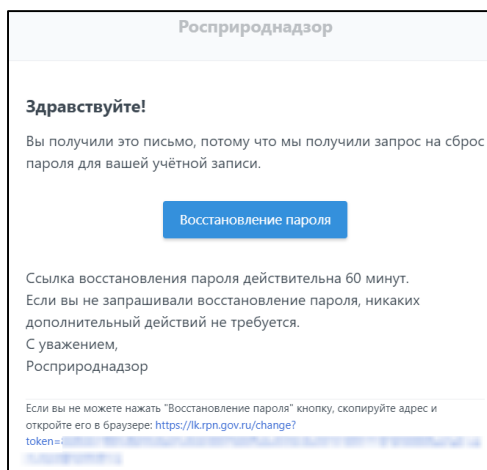 Росприроднадзор
Здравствуйте!
Вы получили это письмо, потому что мы получили запрос на сброс
пароля для вашей учётной записи.
Восстановление пароля
Ссылка восстановления пароля действительна 60 минут.
Если вы не запрашивали восстановление пароля, никаких
дополнительный действий не требуется.
С уважением,
Росприроднадзор
Если вы не можете нажать "Восстановление пароля" кнопку, скопируйте адрес и
откройте его в браузере: https://lk.rpn.gov.ru/change?
token=